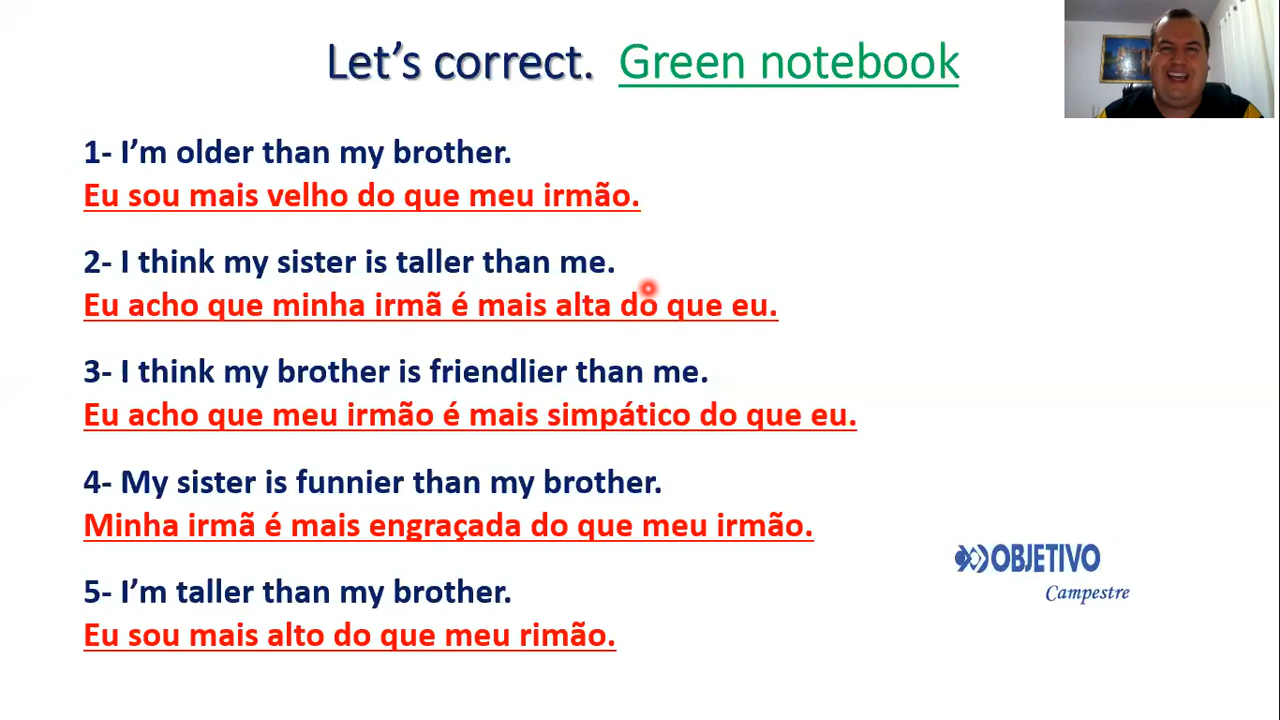 Let's correct. Green notebook
1- I'm older than my brother.
Eu sou mais velho do que meu irmão.
2- I think my sister is taller than me.
Eu acho que minha irmã é mais alta do que eu.
3- I think my brother is friendlier than me.
Eu acho que meu irmão é mais simpático do que eu.
4- My sister is funnier than my brother.
Minha irmã é mais engraçada do que meu irmão.
OBJETIVO
Campestre
5- I'm taller than my brother.
Eu sou mais alto do que meu rimão.